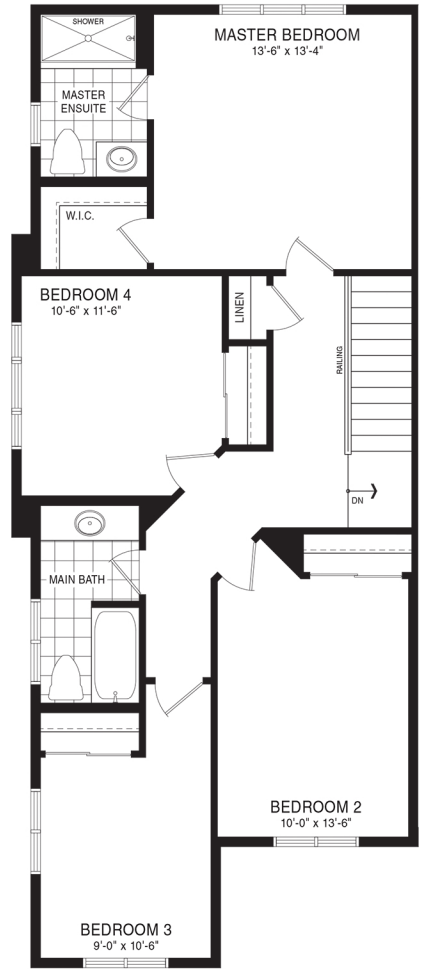 SHOWER
MASTER BEDROOM
13'-6" x 13'-4"
MASTER
ENSUITE
W.I.C.
BEDROOM 4
10'-6" x 11'-6"
LINEN
RAILING
DN
MAIN BATH
BEDROOM 2
10'-0" x 13'-6"
BEDROOM 3
9'-0" x 10'-6"